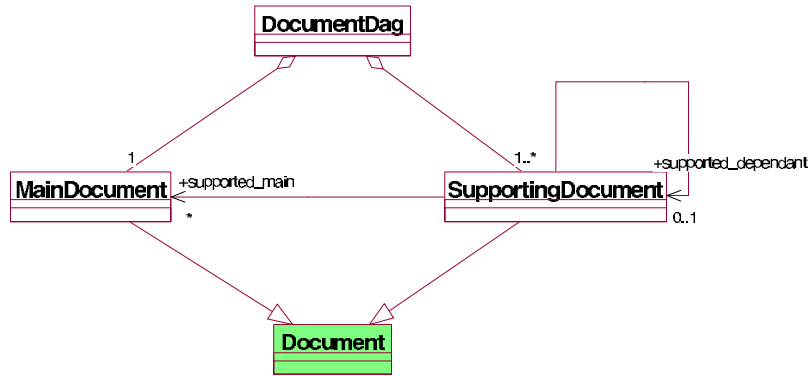 DocumentDag
1
1..*
+supported_dependant
MainDocument
+supported_main
SupportingDocument
*
0..1
Document